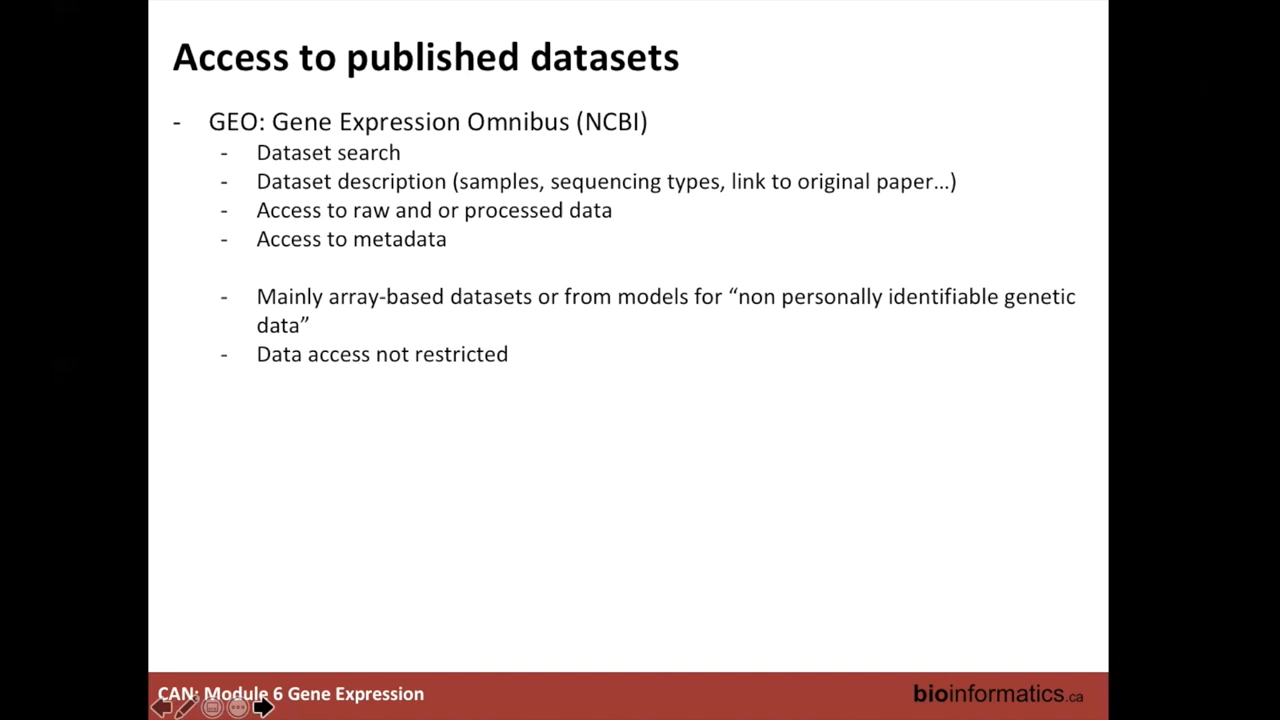 Access to published datasets
- GEO: Gene Expression Omnibus (NCBI)
- Dataset search
- Dataset description (samples, sequencing types, link to original paper…)
- Access to raw and or processed data
- Access to metadata
- Mainly array-based datasets or from models for “non personally identifiable genetic
data”
- Data access not restricted
CAN: Module 6 Gene Expression
bioinformatics.ca